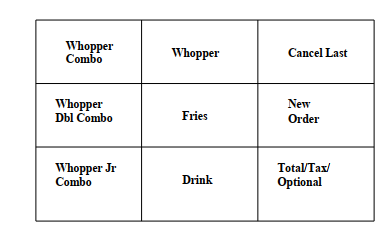 Whopper
Combo
Whopper
Cancel Last
Whopper
Dbl Combo
Fries
New
Order
Whopper Jr
Combo
Drink
Total/Tax/
Optional